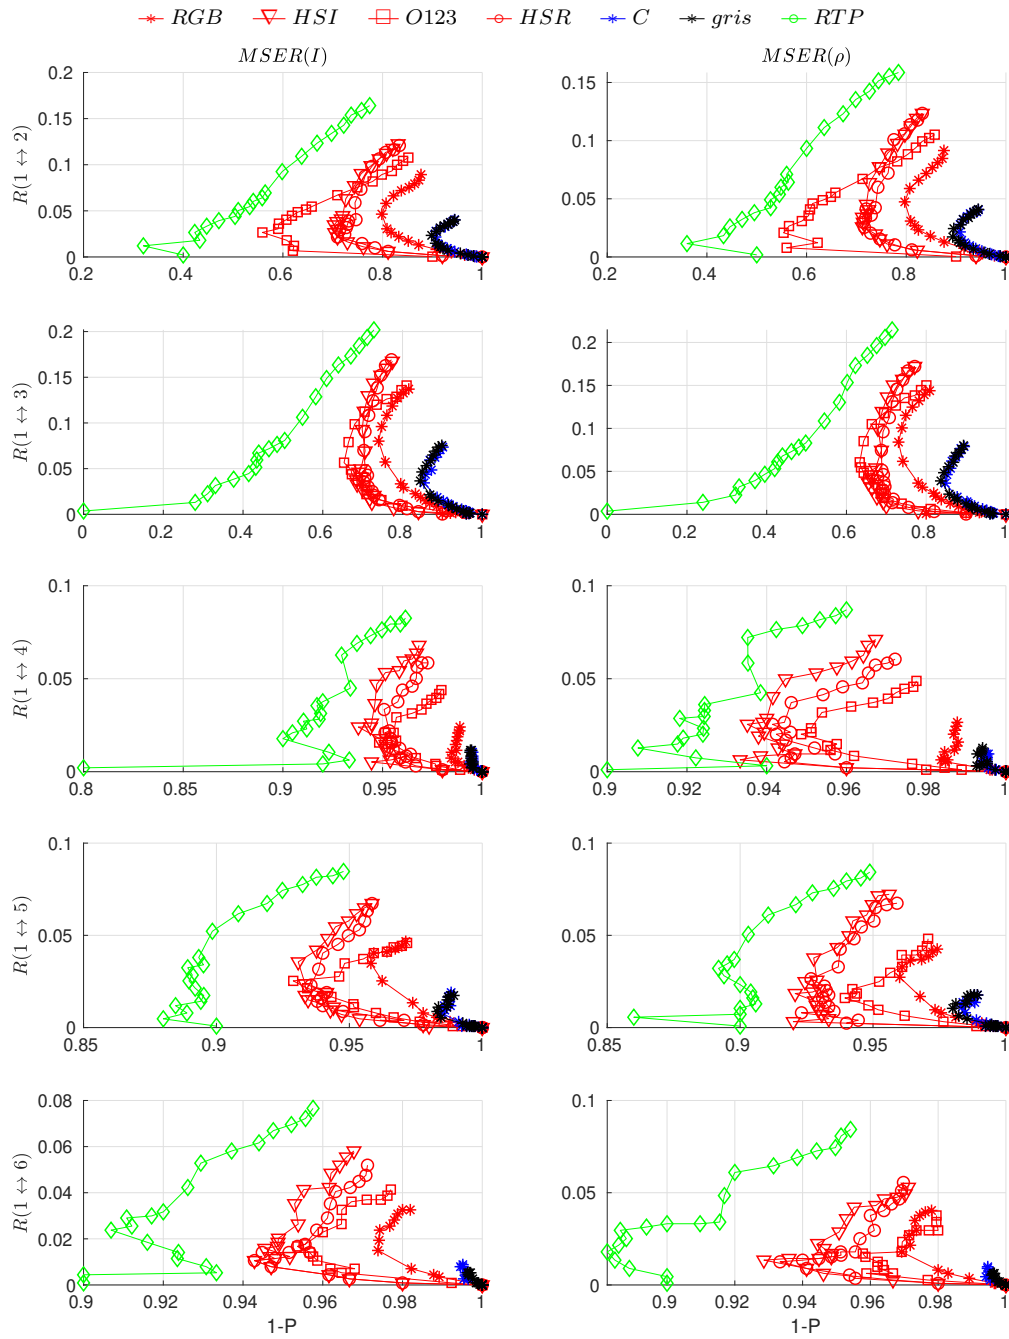 RGB HSI O123 HSR C gris RTP
MSER(I) MSER(ρ)
R(1 ↔ 2)
0.2 0.15 0.1 0.05 0
0.2 0.4 0.6 0.8 1
0.15 0.1 0.05 0
0.2 0.4 0.6 0.8 1
R(1 ↔ 3)
0.2 0.15 0.1 0.05 0
0 0.2 0.4 0.6 0.8 1
0.2 0.15 0.1 0.05 0
0 0.2 0.4 0.6 0.8 1
R(1 ↔ 4)
0.1 0.05 0
0.8 0.85 0.9 0.95 1
0.1 0.05 0
0.9 0.92 0.94 0.96 0.98 1
R(1 ↔ 5)
0.1 0.05 0
0.85 0.9 0.95 1
0.1 0.05 0
0.85 0.9 0.95 1
R(1 ↔ 6)
0.08 0.06 0.04 0.02 0
0.9 0.92 0.94 0.96 0.98 1
0.1 0.05 0
0.9 0.92 0.94 0.96 0.98 1
1-P 1-P